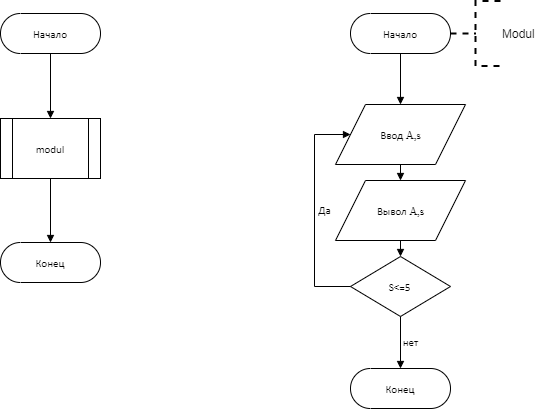 Начало
modul
Конец
Начало
Modul
Ввод A,s
Вывол A,s
Да
S<=5
нет
Конец